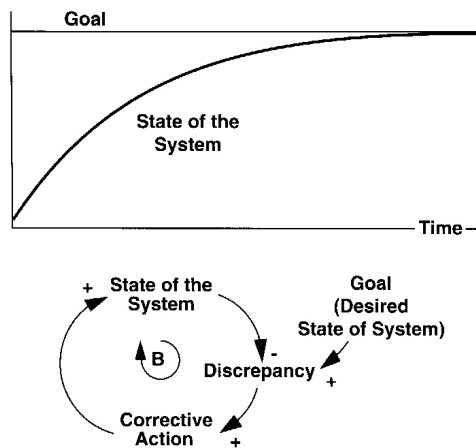 Goal
State of the
System
Time
+
State of the
System
Goal
(Desired
State of System)
B
-
Discrepancy
+
Corrective
Action
+